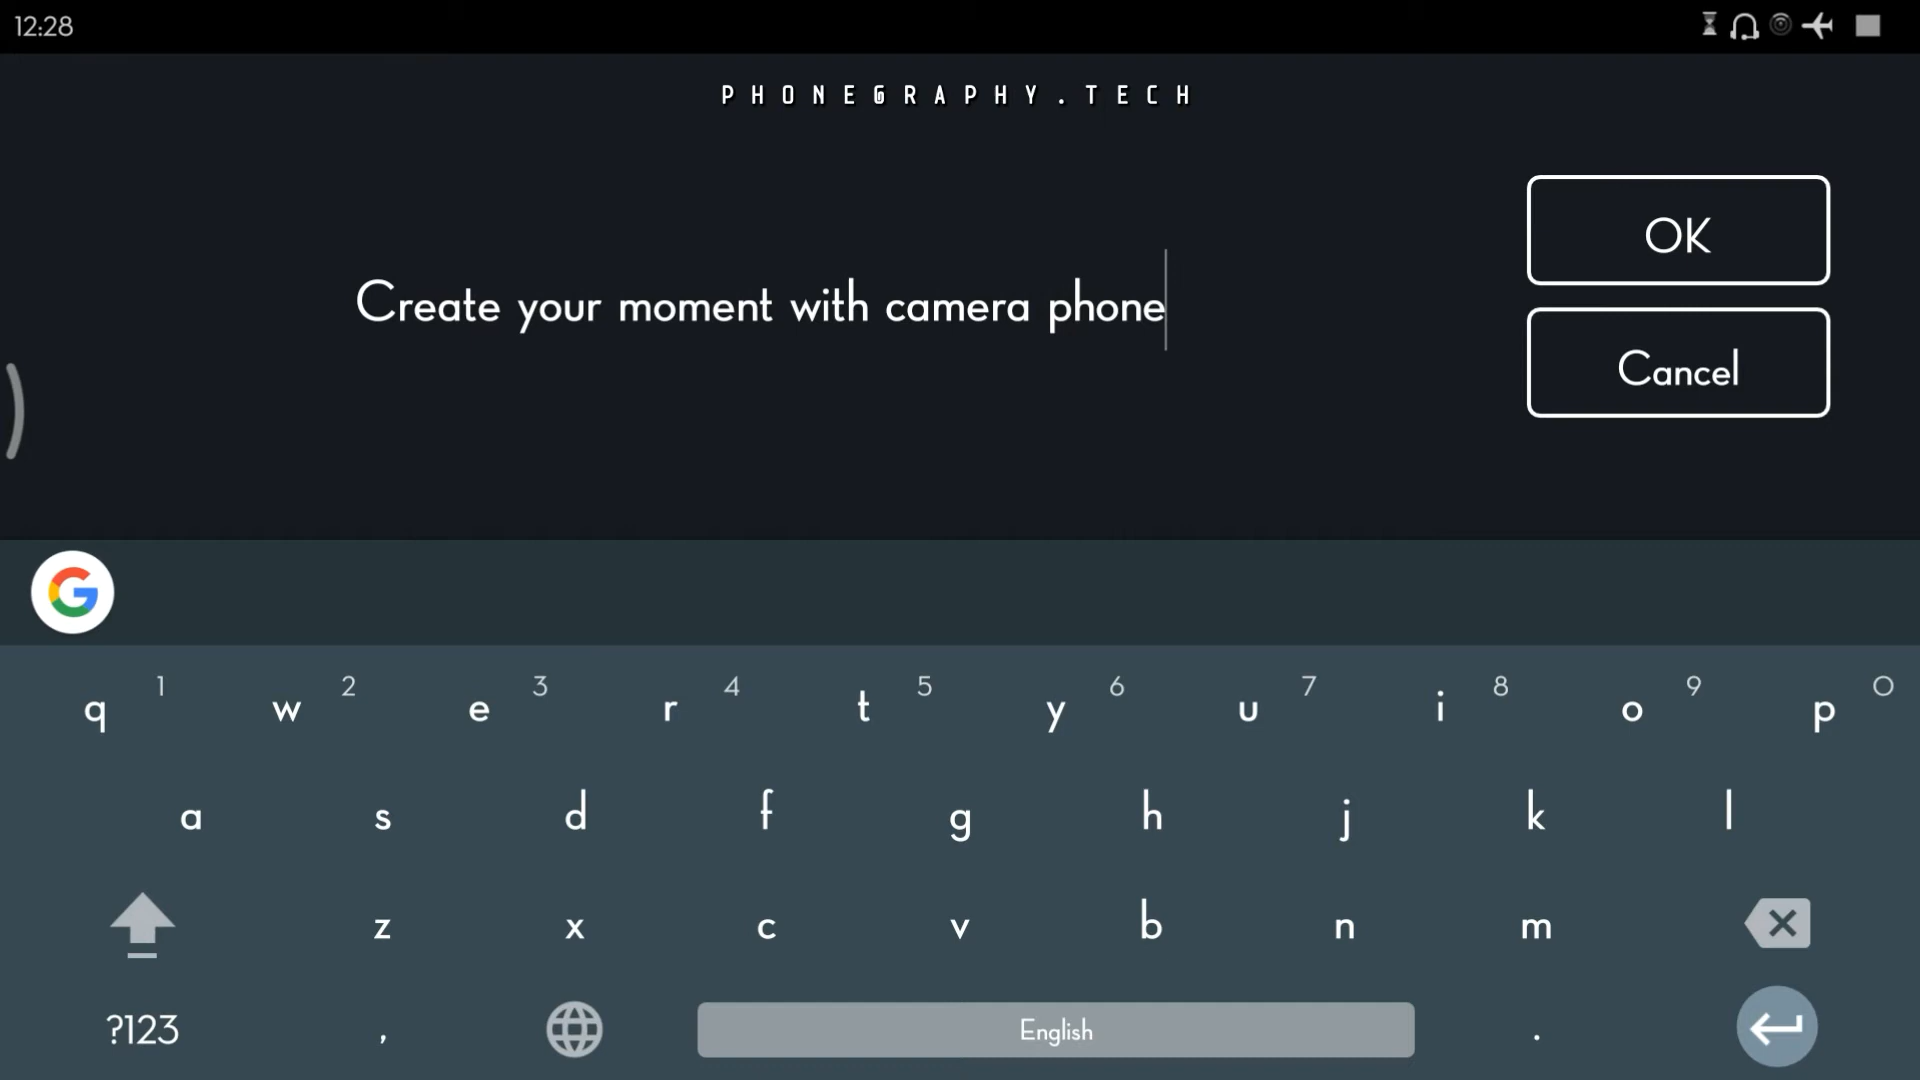 12:28
PHONEGRAPHY.TECH
OK
Create your moment with camera phone
Cancel
G
q 1 w 2 e 3 r 4 t 5 y 6 u 7 i 8 o 9 p 0
a s d f g h j k l
z x c v b n m
?123 , English .